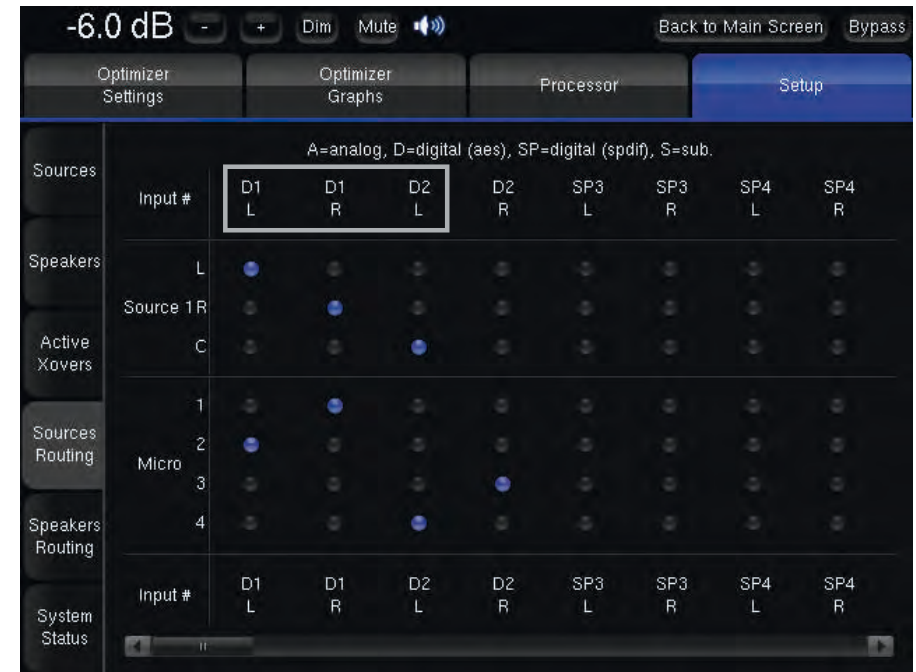 -6.0 dB - + Dim Mute Back to Main Screen Bypass
Optimizer Settings Optimizer Graphs Processor Setup
A=analog, D=digital (aes), SP=digital (spdif), S=sub.
Sources
Input # D1 L D1 R D2 L D2 R SP3 L SP3 R SP4 L SP4 R
Speakers
L
Source 1 R
Active Xovers
C
1
Sources Routing
2
Micro
3
Speakers Routing
4
Input # D1 L D1 R D2 L D2 R SP3 L SP3 R SP4 L SP4 R
System Status